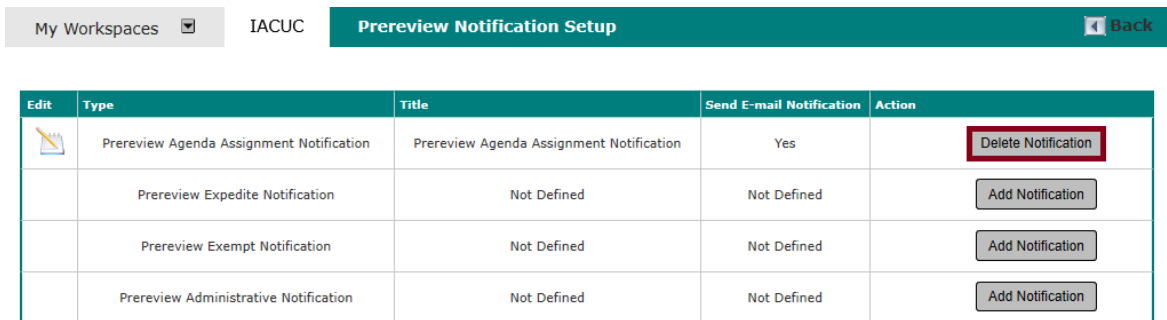 My Workspaces IACUC Prereview Notification Setup Back
Edit Type Title Send E-mail Notification Action
Prereview Agenda Assignment Notification Prereview Agenda Assignment Notification Yes Delete Notification
Prereview Expedite Notification Not Defined Not Defined Add Notification
Prereview Exempt Notification Not Defined Not Defined Add Notification
Prereview Administrative Notification Not Defined Not Defined Add Notification